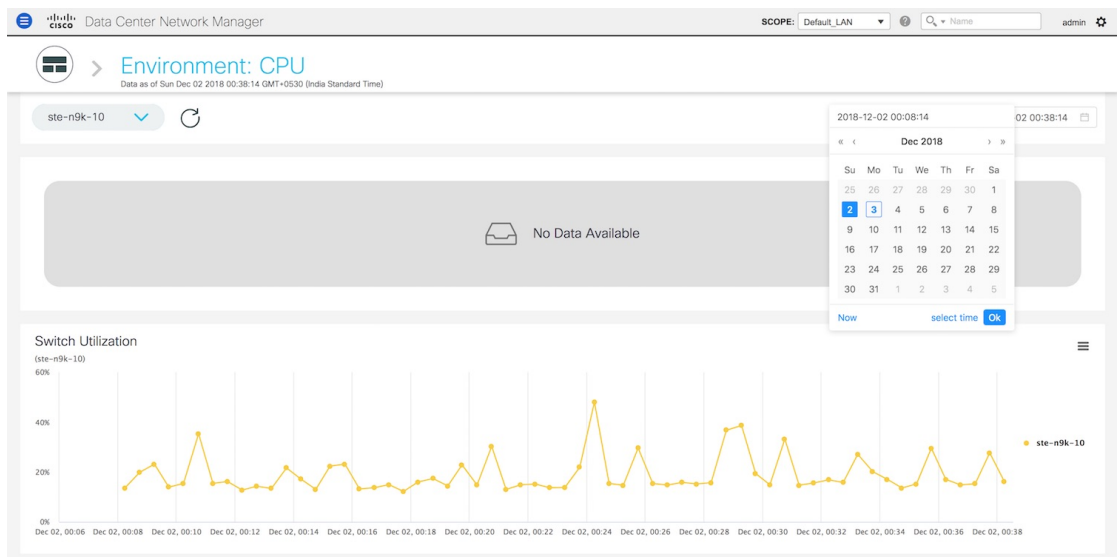 cisco Data Center Network Manager SCOPE: Default_LAN Name admin
Environment: CPU
Data as of Sun Dec 02 2018 00:38:14 GMT+0530 (India Standard Time)
ste-n9k-10
2018-12-02 00:08:14 02 00:38:14
« ‹ Dec 2018 › »
Su Mo Tu We Th Fr Sa
25 26 27 28 29 30 1
2 3 4 5 6 7 8
9 10 11 12 13 14 15
16 17 18 19 20 21 22
23 24 25 26 27 28 29
30 31 1 2 3 4 5
Now select time Ok
No Data Available
Switch Utilization
(ste-n9k-10)
60%
40%
20%
0%
Dec 02, 00:06 Dec 02, 00:08 Dec 02, 00:10 Dec 02, 00:12 Dec 02, 00:14 Dec 02, 00:16 Dec 02, 00:18 Dec 02, 00:20 Dec 02, 00:22 Dec 02, 00:24 Dec 02, 00:26 Dec 02, 00:28 Dec 02, 00:30 Dec 02, 00:32 Dec 02, 00:34 Dec 02, 00:36 Dec 02, 00:38
ste-n9k-10